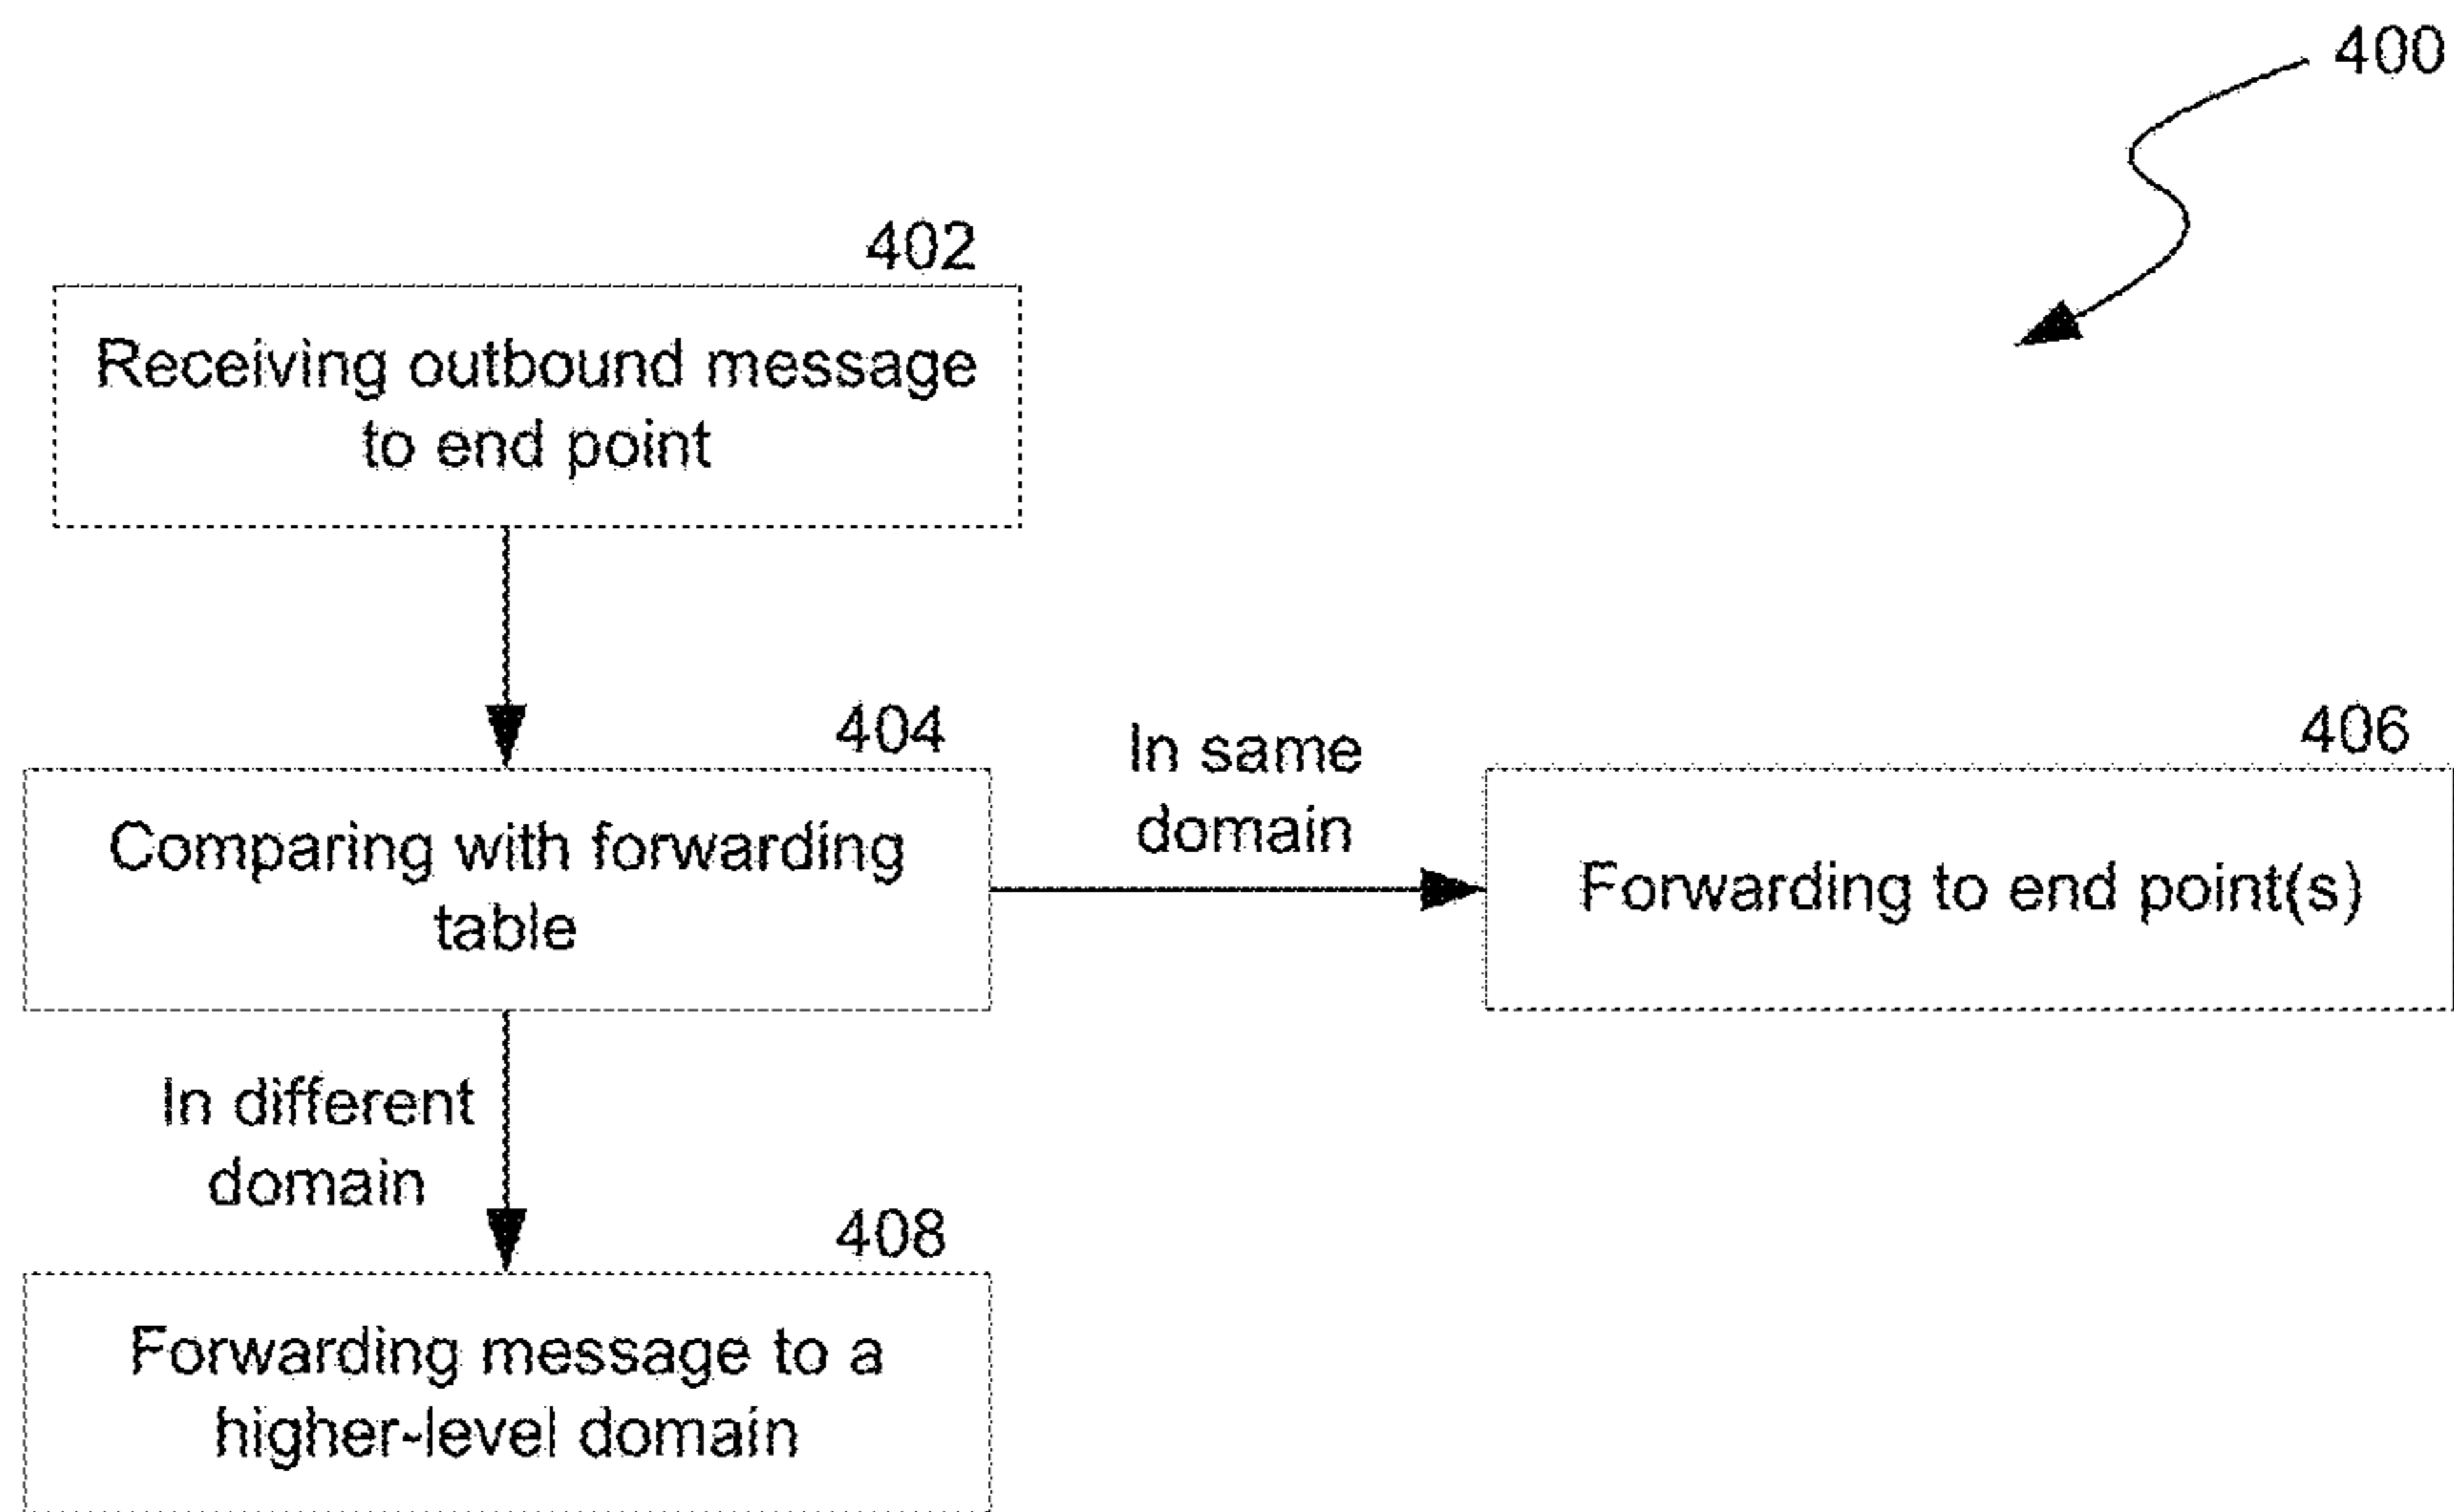 400
402
Receiving outbound message
to end point
404
Comparing with forwarding
table
In same
domain
406
Forwarding to end point(s)
In different
domain
408
Forwarding message to a
higher-level domain